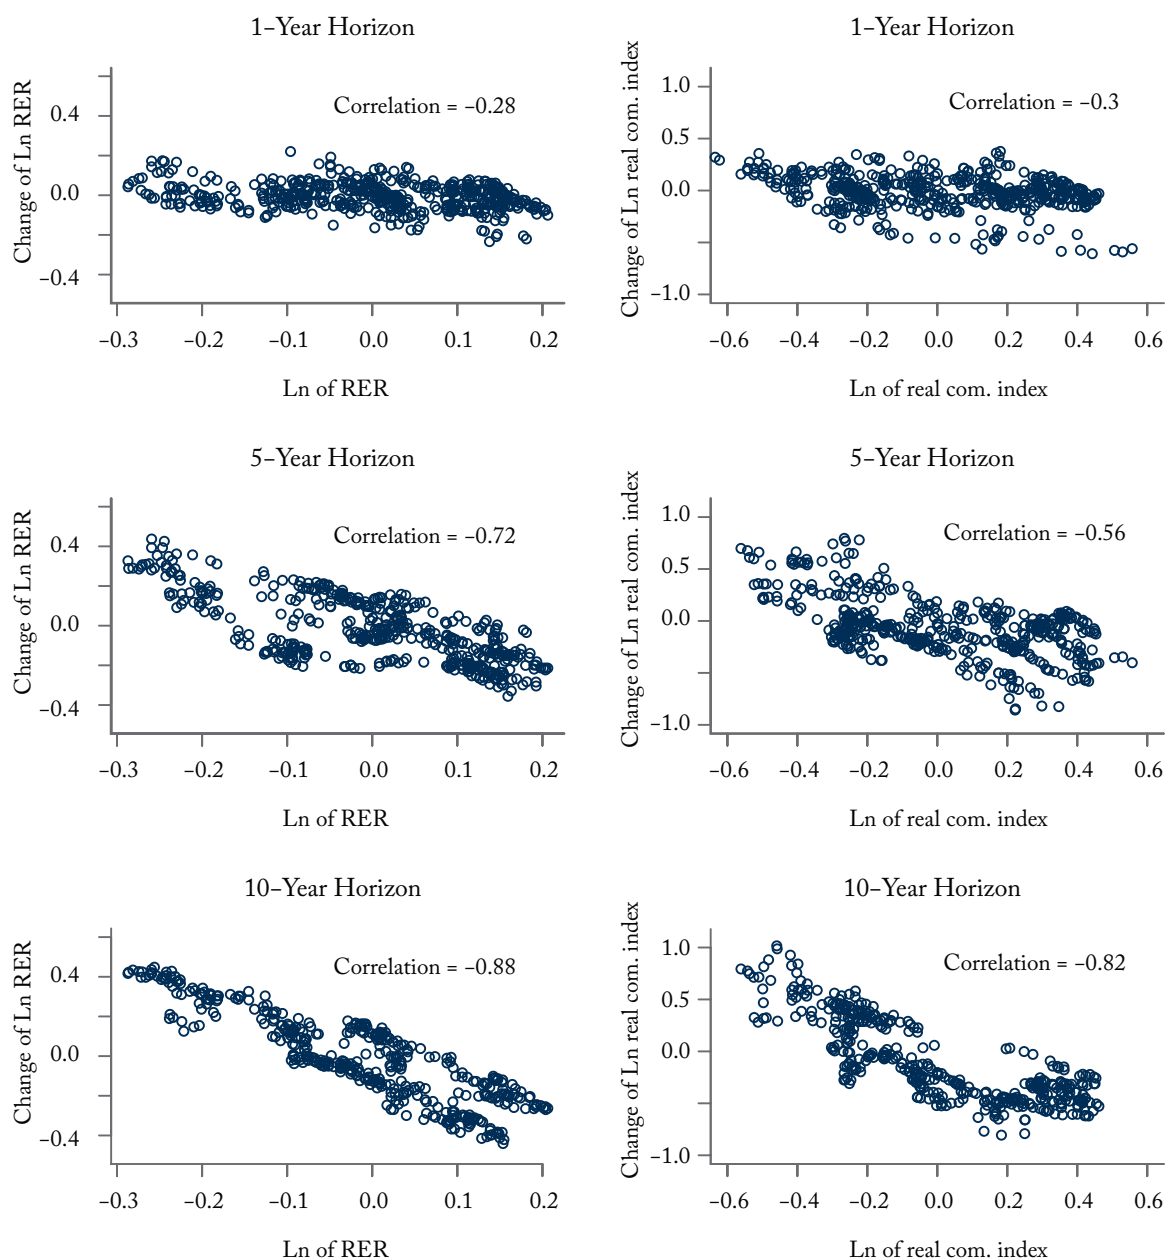 1–Year Horizon
Change of Ln RER
Correlation = –0.28
0.4
0.0
–0.4
–0.3 –0.2 –0.1 0.0 0.1 0.2
Ln of RER
1–Year Horizon
Change of Ln real com. index
Correlation = –0.3
1.0
0.5
0.0
–1.0
–0.6 –0.4 –0.2 0.0 0.2 0.4 0.6
Ln of real com. index
5–Year Horizon
Change of Ln RER
Correlation = –0.72
0.4
0.0
–0.4
–0.3 –0.2 –0.1 0.0 0.1 0.2
Ln of RER
5–Year Horizon
Change of Ln real com. index
Correlation = –0.56
1.0
0.5
0.0
–1.0
–0.6 –0.4 –0.2 0.0 0.2 0.4 0.6
Ln of real com. index
10–Year Horizon
Change of Ln RER
Correlation = –0.88
0.4
0.0
–0.4
–0.3 –0.2 –0.1 0.0 0.1 0.2
Ln of RER
10–Year Horizon
Change of Ln real com. index
Correlation = –0.82
1.0
0.5
0.0
–1.0
–0.6 –0.4 –0.2 0.0 0.2 0.4 0.6
Ln of real com. index